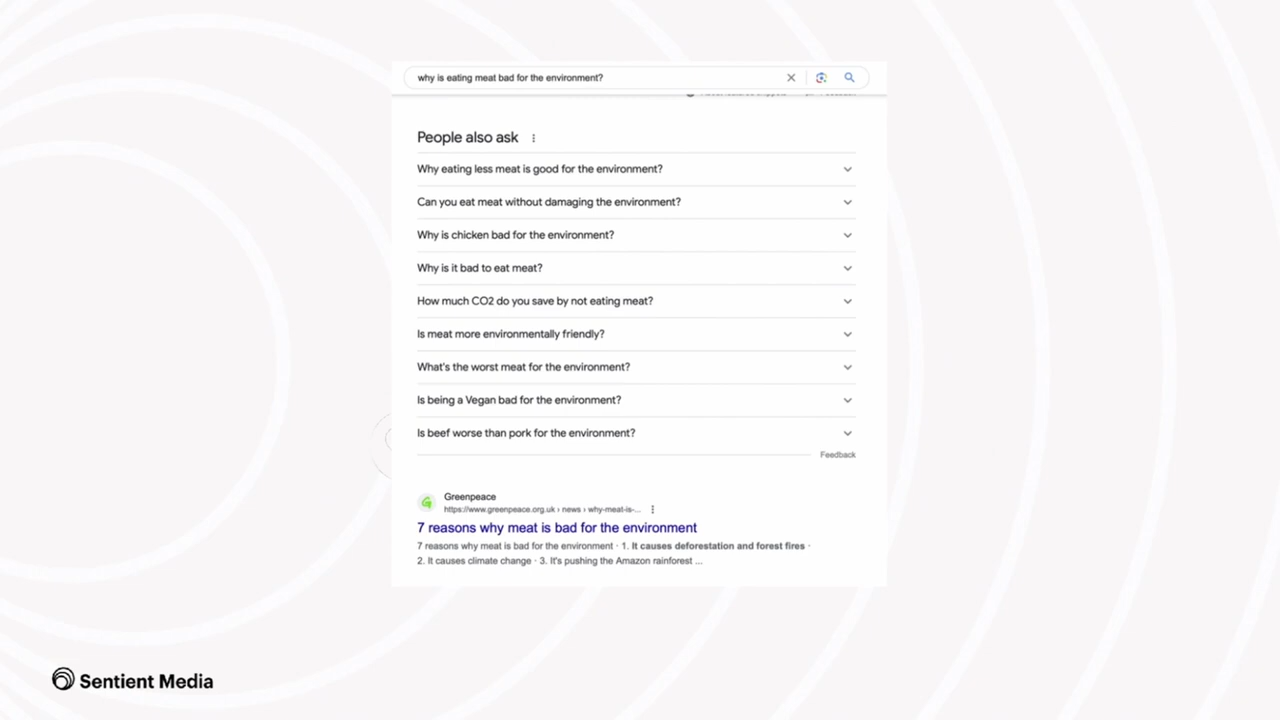 why is eating meat bad for the environment?
People also ask
Why eating less meat is good for the environment?
Can you eat meat without damaging the environment?
Why is chicken bad for the environment?
Why is it bad to eat meat?
How much CO2 do you save by not eating meat?
Is meat more environmentally friendly?
What's the worst meat for the environment?
Is being a Vegan bad for the environment?
Is beef worse than pork for the environment?
Feedback
Greenpeace
https://www.greenpeace.org.uk › news › why-meat-is-...
7 reasons why meat is bad for the environment
7 reasons why meat is bad for the environment · 1. It causes deforestation and forest fires ·
2. It causes climate change · 3. It's pushing the Amazon rainforest ...
Sentient Media